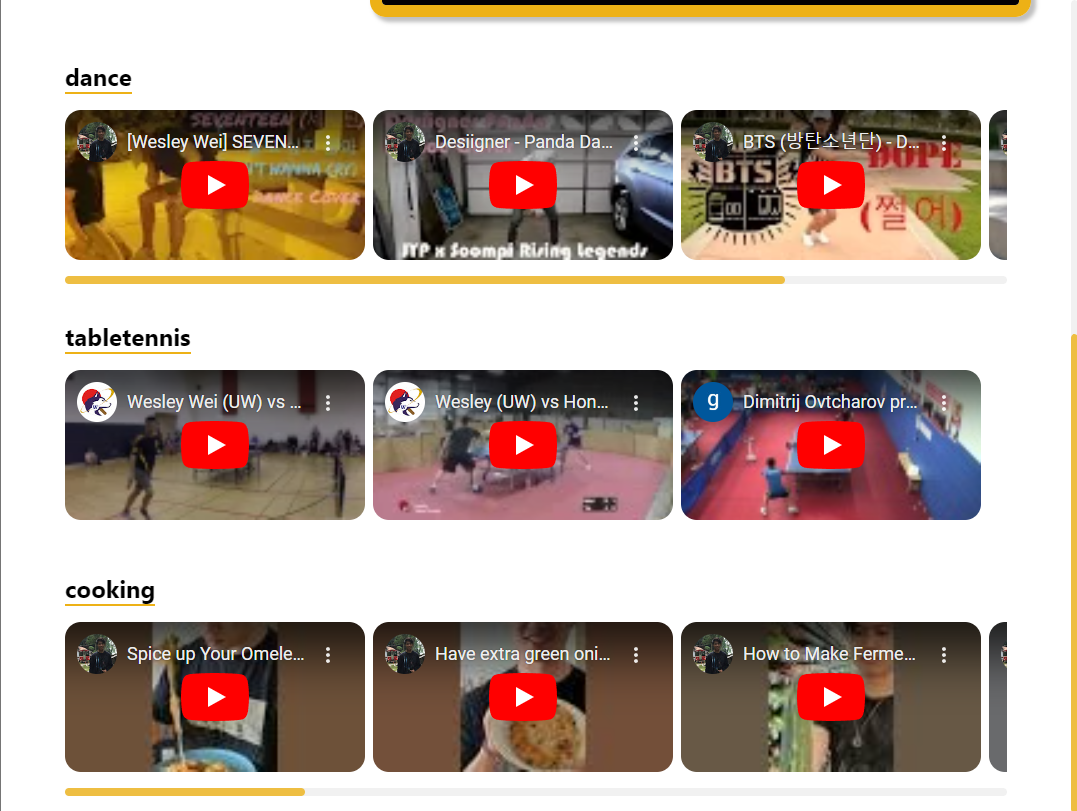 dance
SEVENTEEN (
[Wesley Wei] SEVEN...
N'T WANNA CRY)
DANCE COVER
Desiigner Panda
Desiigner - Panda Da...
JYP x Soompi Rising Legends
BTS (방탄소년단) - D...
DOPE
BTS
(쩔어)
tabletennis
Wesley Wei (UW) vs ...
Wesley (UW) vs Hon...
g
Dimitrij Ovtcharov pr...
cooking
Spice up Your Omele...
Have extra green oni...
How to Make Ferme...